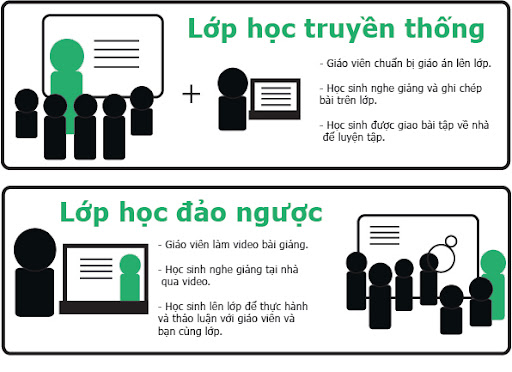 Lớp học truyền thống
- Giáo viên chuẩn bị giáo án lên lớp.
- Học sinh nghe giảng và ghi chép
bài trên lớp.
- Học sinh được giao bài tập về nhà
để luyện tập.
+
Lớp học đảo ngược
- Giáo viên làm video bài giảng.
- Học sinh nghe giảng tại nhà
qua video.
- Học sinh lên lớp để thực hành
và thảo luận với giáo viên và
bạn cùng lớp.